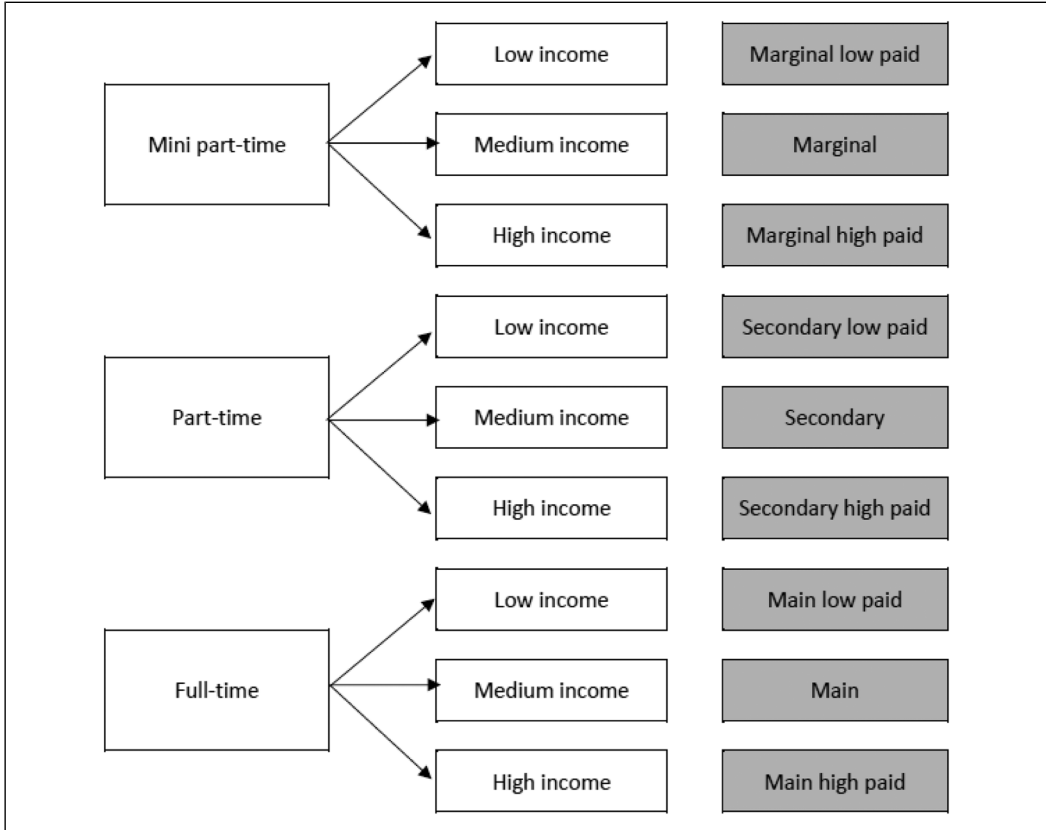 Low income
Marginal low paid
Mini part-time
Medium income
Marginal
High income
Marginal high paid
Low income
Secondary low paid
Part-time
Medium income
Secondary
High income
Secondary high paid
Low income
Main low paid
Full-time
Medium income
Main
High income
Main high paid